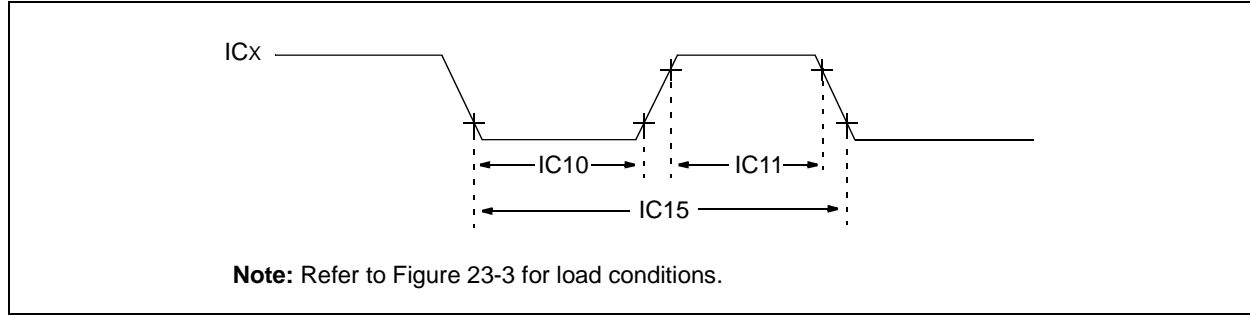 ICX
IC10
IC11
IC15
Note: Refer to Figure 23-3 for load conditions.